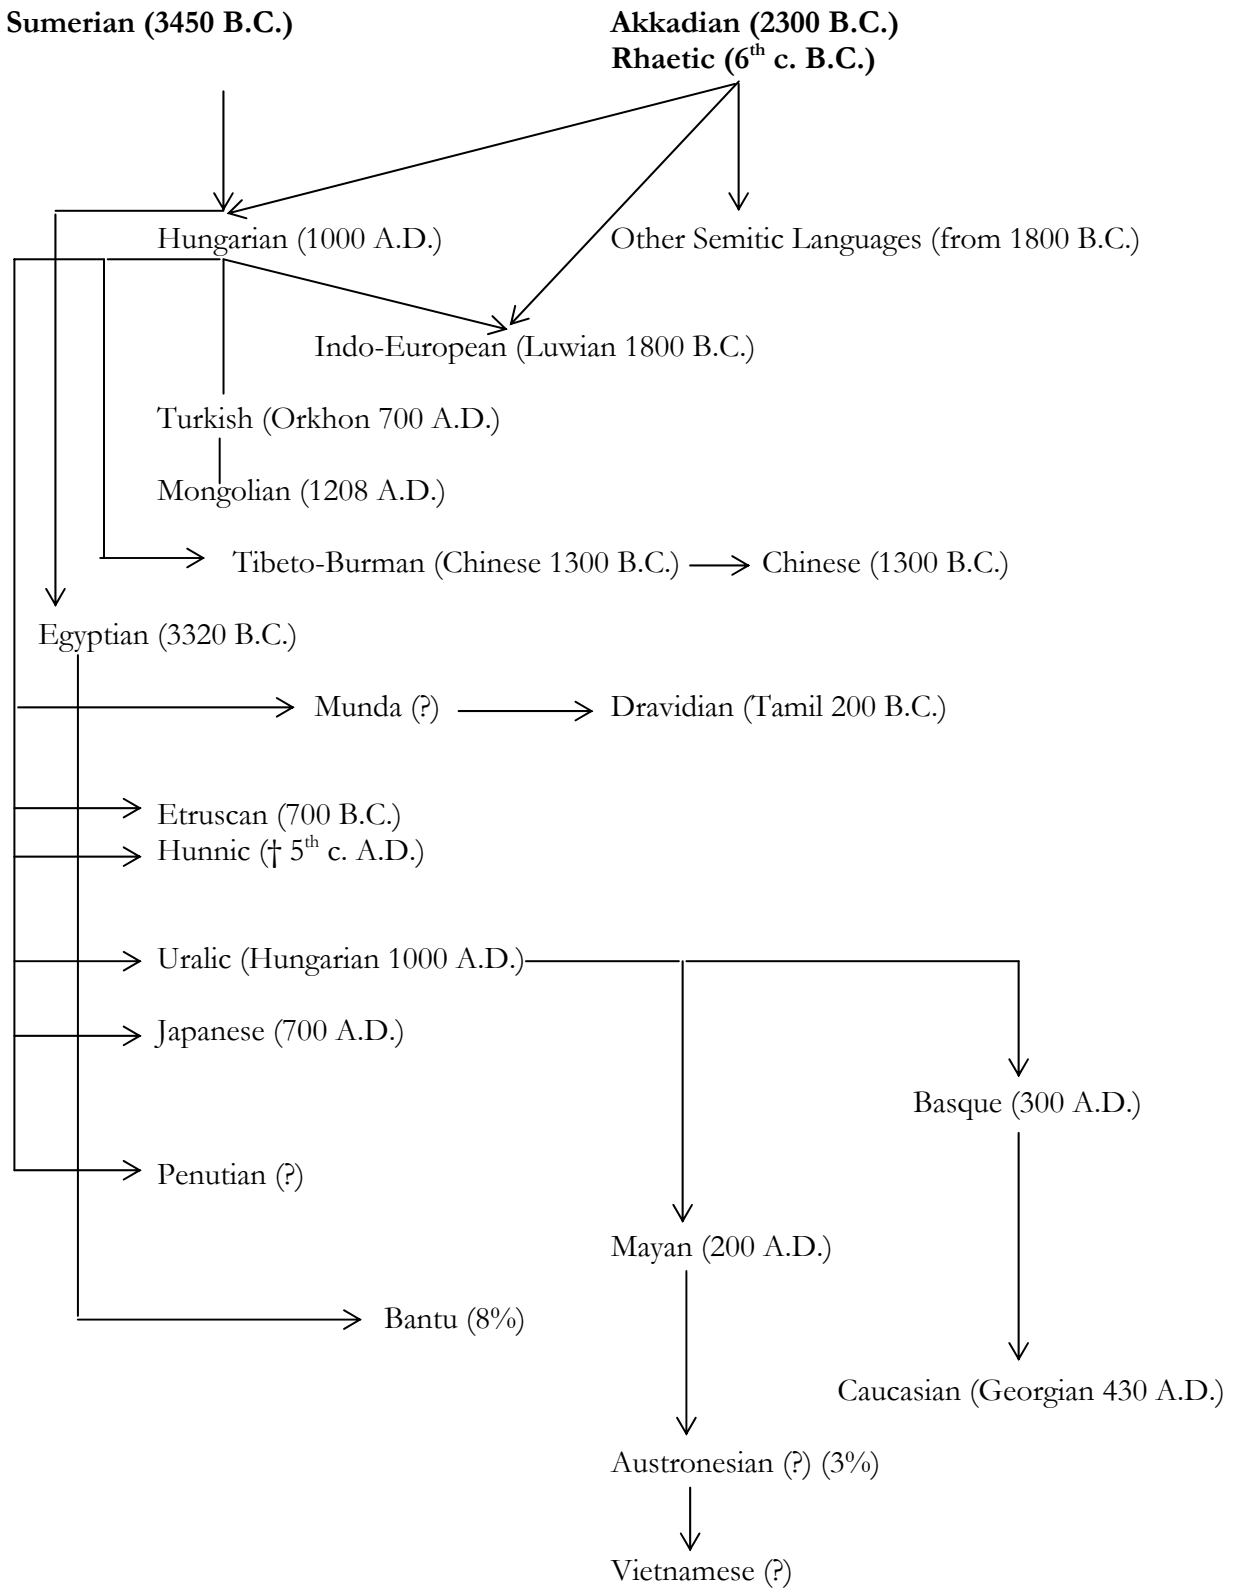 Sumerian (3450 B.C.)
Akkadian (2300 B.C.)
Rhaetic (6th c. B.C.)
Hungarian (1000 A.D.)
Other Semitic Languages (from 1800 B.C.)
Indo-European (Luwian 1800 B.C.)
Turkish (Orkhon 700 A.D.)
Mongolian (1208 A.D.)
Tibeto-Burman (Chinese 1300 B.C.)
Chinese (1300 B.C.)
Egyptian (3320 B.C.)
Munda (?)
Dravidian (Tamil 200 B.C.)
Etruscan (700 B.C.)
Hunnic († 5th c. A.D.)
Uralic (Hungarian 1000 A.D.)
Japanese (700 A.D.)
Basque (300 A.D.)
Penutian (?)
Mayan (200 A.D.)
Bantu (8%)
Caucasian (Georgian 430 A.D.)
Austronesian (?) (3%)
Vietnamese (?)